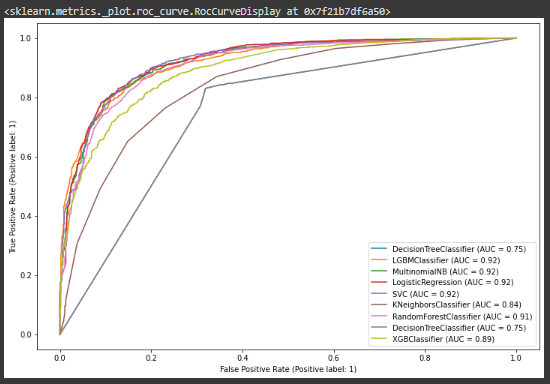 <sklearn.metrics._plot.roc_curve.RocCurveDisplay at 0x7f21b7df6a50>
1.0
0.8
0.6
0.4
0.2
0.0
True Positive Rate (Positive label: 1)
DecisionTreeClassifier (AUC = 0.75)
LGBMClassifier (AUC = 0.92)
MultinomialNB (AUC = 0.92)
LogisticRegression (AUC = 0.92)
SVC (AUC = 0.92)
KNeighborsClassifier (AUC = 0.84)
RandomForestClassifier (AUC = 0.91)
DecisionTreeClassifier (AUC = 0.75)
XGBClassifier (AUC = 0.89)
0.0 0.2 0.4 0.6 0.8 1.0
False Positive Rate (Positive label: 1)